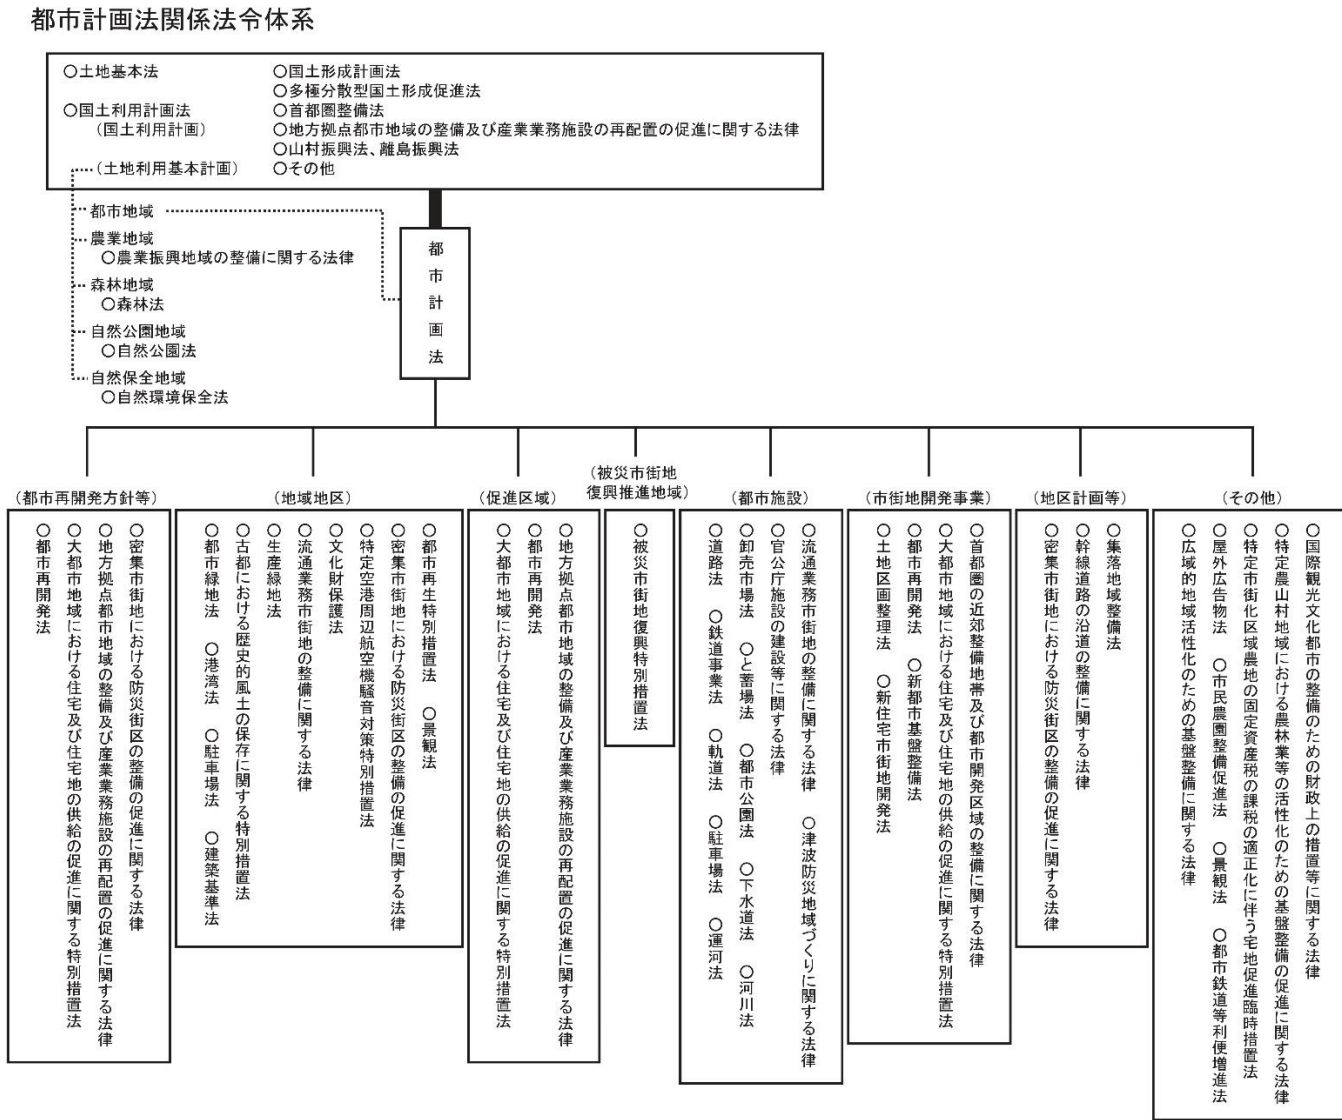 都市計画法関係法令体系
○土地基本法
○国土利用計画法
(国土利用計画)
(土地利用基本計画)
○国土形成計画法
○多極分散型国土形成促進法
○首都圏整備法
○地方拠点都市地域の整備及び産業業務施設の再配置の促進に関する法律
○山村振興法、離島振興法
○その他
都市地域
農業地域
○農業振興地域の整備に関する法律
森林地域
○森林法
自然公園地域
○自然公園法
自然保全地域
○自然環境保全法
都市計画法
(都市再開発方針等)
○密集市街地における防災街区の整備の促進に関する法律
○地方拠点都市地域の整備及び産業業務施設の再配置の促進に関する法律
○大都市地域における住宅及び住宅地の供給の促進に関する特別措置法
○都市再開発法
(地域地区)
○都市再生特別措置法 ○景観法
○密集市街地における防災街区の整備の促進に関する法律
○特定空港周辺航空機騒音対策特別措置法
○文化財保護法
○流通業務市街地の整備に関する法律
○生産緑地法
○古都における歴史的風土の保存に関する特別措置法
○都市緑地法 ○港湾法 ○駐車場法 ○建築基準法
(促進区域)
○地方拠点都市地域の整備及び産業業務施設の再配置の促進に関する法律
○都市再開発法
○大都市地域における住宅及び住宅地の供給の促進に関する特別措置法
(被災市街地
復興推進地域)
○被災市街地復興特別措置法
(都市施設)
○流通業務市街地の整備に関する法律 ○津波防災地域づくりに関する法律
○官公庁施設の建設等に関する法律
○卸売市場法 ○と蓄場法 ○都市公園法 ○下水道法 ○河川法
○道路法 ○鉄道事業法 ○軌道法 ○駐車場法 ○運河法
(市街地開発事業)
○首都圏の近郊整備地帯及び都市開発区域の整備に関する法律
○大都市地域における住宅及び住宅地の供給の促進に関する特別措置法
○都市再開発法 ○新都市基盤整備法
○土地区画整理法 ○新住宅市街地開発法
(地区計画等)
○集落地域整備法
○幹線道路の沿道の整備に関する法律
○密集市街地における防災街区の整備の促進に関する法律
(その他)
○国際観光文化都市の整備のための財政上の措置等に関する法律
○特定農山村地域における農林業等の活性化のための基盤整備の促進に関する法律
○特定市街化区域農地の固定資産税の課税の適正化に伴う宅地促進臨時措置法
○屋外広告物法 ○市民農園整備促進法 ○景観法 ○都市鉄道等利便増進法
○広域的地域活性化のための基盤整備に関する法律